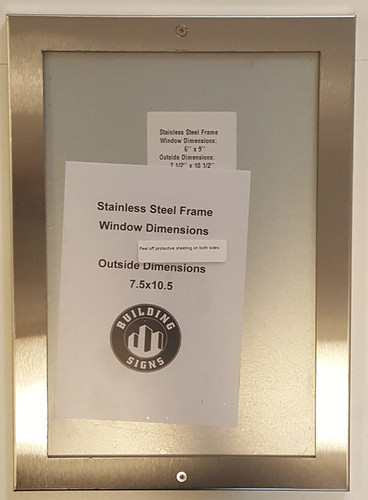 Stainless Steel Frame
Window Dimensions:
6" x 9"
Outside Dimensions:
7 1/2" x 10 1/2"
Stainless Steel Frame
Window Dimensions
Peel off protective sheeting on both sides
Outside Dimensions
7.5x10.5
BUILDING
SIGNS